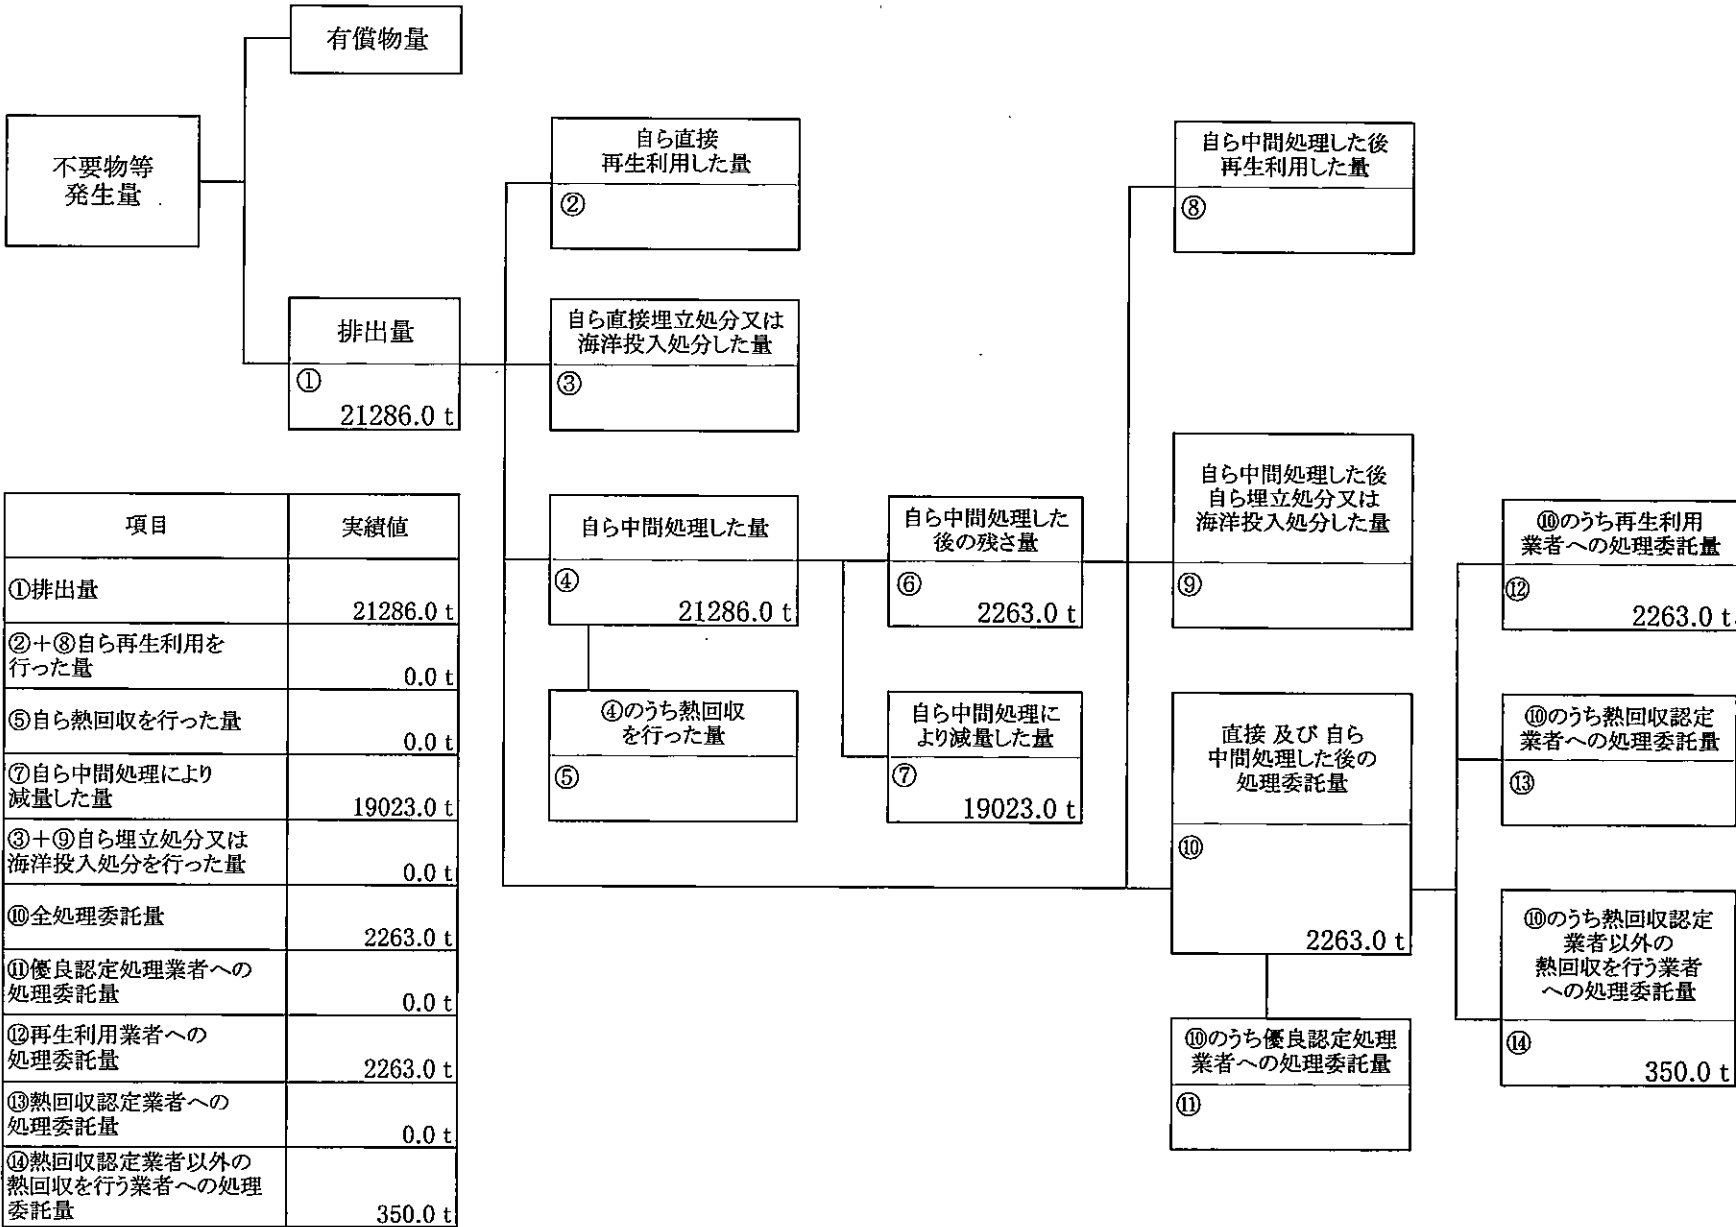 有償物量
不要物等
発生量
排出量
①
21286.0 t
自ら直接
再生利用した量
②
自ら直接埋立処分又は
海洋投入処分した量
③
自ら中間処理した量
④
21286.0 t
④のうち熱回収
を行った量
⑤
自ら中間処理した
後の残さ量
⑥
2263.0 t
自ら中間処理に
より減量した量
⑦
19023.0 t
自ら中間処理した後
再生利用した量
⑧
自ら中間処理した後
自ら埋立処分又は
海洋投入処分した量
⑨
直接 及び 自ら
中間処理した後の
処理委託量
⑩
2263.0 t
⑩のうち優良認定処理
業者への処理委託量
⑪
⑩のうち再生利用
業者への処理委託量
⑫
2263.0 t
⑩のうち熱回収認定
業者への処理委託量
⑬
⑩のうち熱回収認定
業者以外の
熱回収を行う業者
への処理委託量
⑭
350.0 t
項目 実績値
①排出量
21286.0 t
②+⑧自ら再生利用を
行った量
0.0 t
⑤自ら熱回収を行った量
0.0 t
⑦自ら中間処理により
減量した量
19023.0 t
③+⑨自ら埋立処分又は
海洋投入処分を行った量
0.0 t
⑩全処理委託量
2263.0 t
⑪優良認定処理業者への
処理委託量
0.0 t
⑫再生利用業者への
処理委託量
2263.0 t
⑬熱回収認定業者への
処理委託量
0.0 t
⑭熱回収認定業者以外の
熱回収を行う業者への処理
委託量
350.0 t